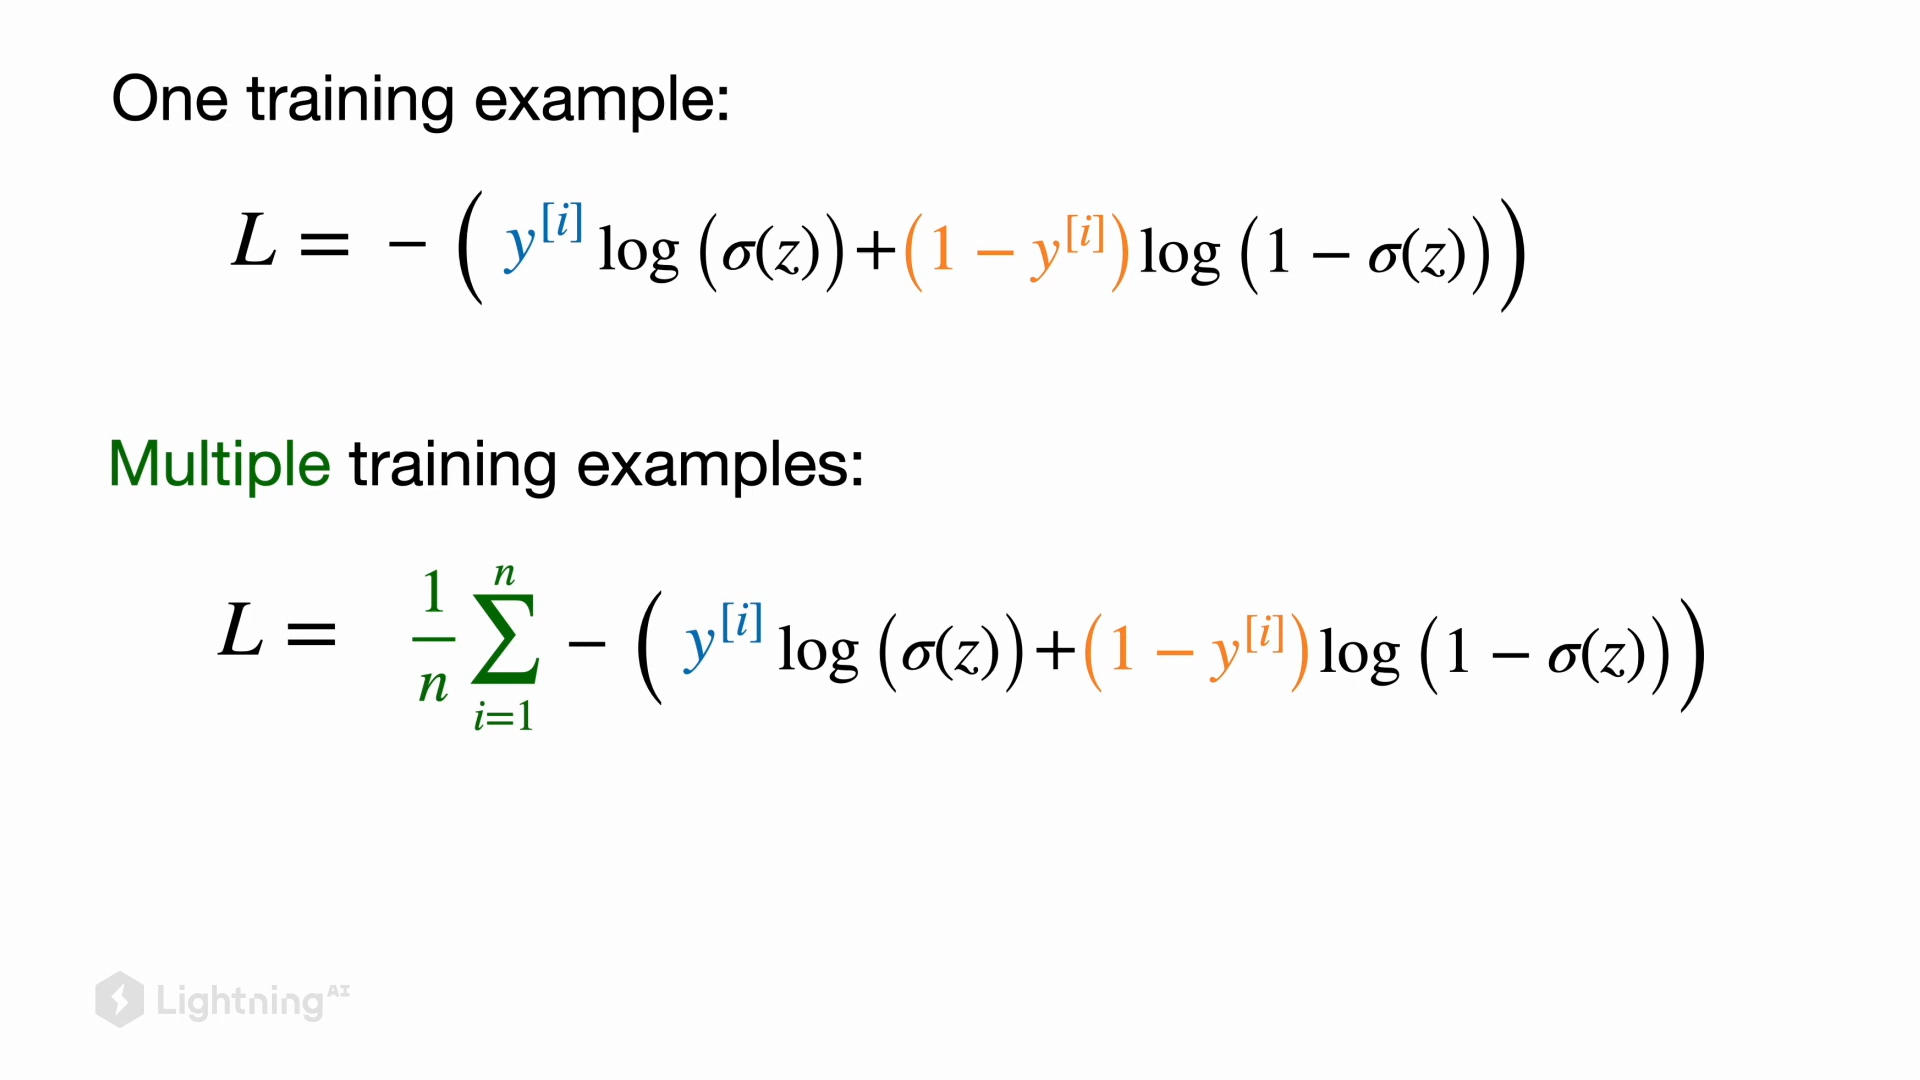 One training example:
L = − ( y^[i] log (σ(z)) + (1 − y^[i]) log (1 − σ(z)) )
Multiple training examples:
L = 1/n ∑_{i=1}^{n} − ( y^[i] log (σ(z)) + (1 − y^[i]) log (1 − σ(z)) )
Lightning AI